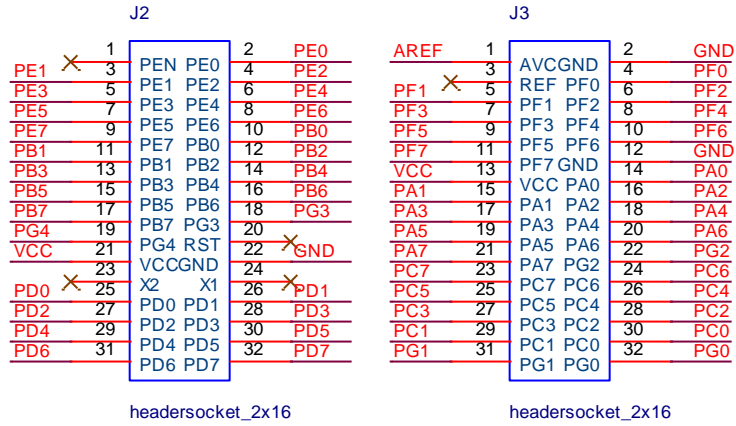 J2
1 2 PE0
PEN PE0
PE1 3 4 PE2
PE1 PE2
PE3 5 6 PE4
PE3 PE4
PE5 7 8 PE6
PE5 PE6
PE7 9 10 PB0
PE7 PB0
PB1 11 12 PB2
PB1 PB2
PB3 13 14 PB4
PB3 PB4
PB5 15 16 PB6
PB5 PB6
PB7 17 18 PG3
PB7 PG3
PG4 19 20
PG4 RST
VCC 21 22 GND
VCCGND
23 24
X2 X1
PD0 25 26 PD1
PD0 PD1
PD2 27 28 PD3
PD2 PD3
PD4 29 30 PD5
PD4 PD5
PD6 31 32 PD7
PD6 PD7
headersocket_2x16
J3
AREF 1 2 GND
AVCGND
3 4 PF0
REF PF0
PF1 5 6 PF2
PF1 PF2
PF3 7 8 PF4
PF3 PF4
PF5 9 10 PF6
PF5 PF6
PF7 11 12 GND
PF7 GND
VCC 13 14 PA0
VCC PA0
PA1 15 16 PA2
PA1 PA2
PA3 17 18 PA4
PA3 PA4
PA5 19 20 PA6
PA5 PA6
PA7 21 22 PG2
PA7 PG2
PC7 23 24 PC6
PC7 PC6
PC5 25 26 PC4
PC5 PC4
PC3 27 28 PC2
PC3 PC2
PC1 29 30 PC0
PC1 PC0
PG1 31 32 PG0
PG1 PG0
headersocket_2x16